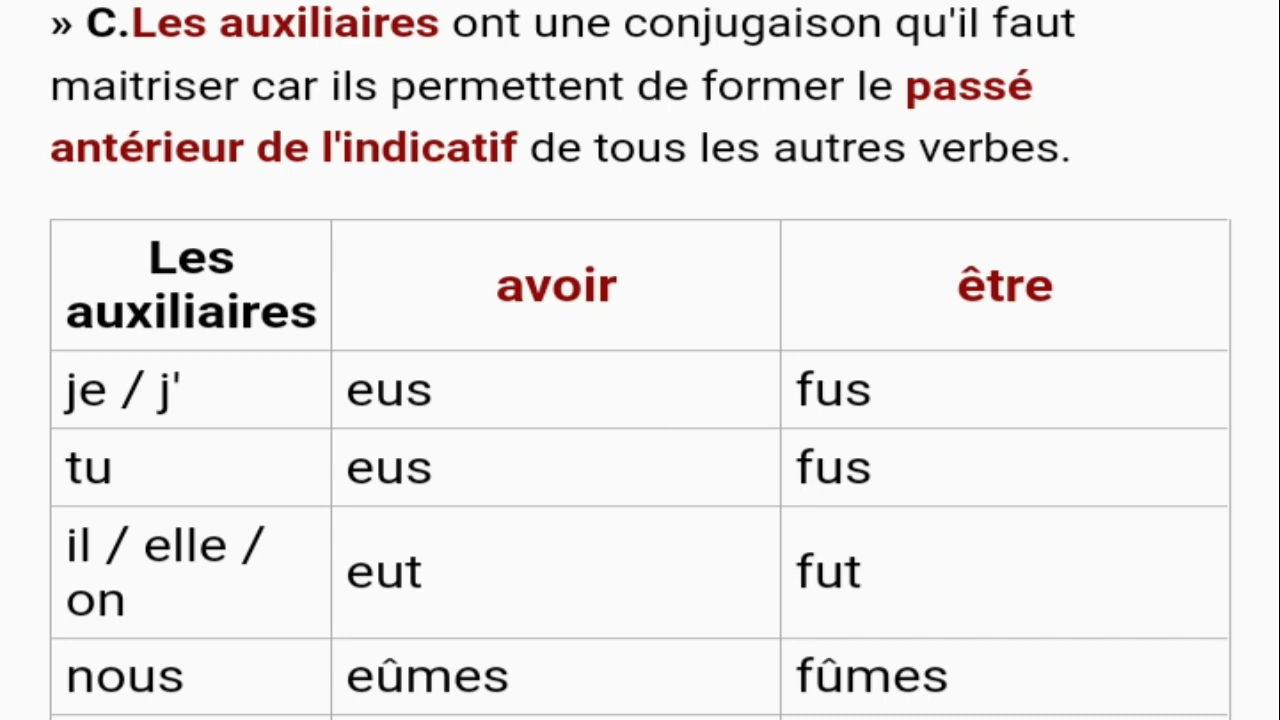 » C.Les auxiliaires ont une conjugaison qu'il faut
maitriser car ils permettent de former le passé
antérieur de l'indicatif de tous les autres verbes.
Les
auxiliaires
avoir
être
je / j'
eus
fus
tu
eus
fus
il / elle /
on
eut
fut
nous
eûmes
fûmes